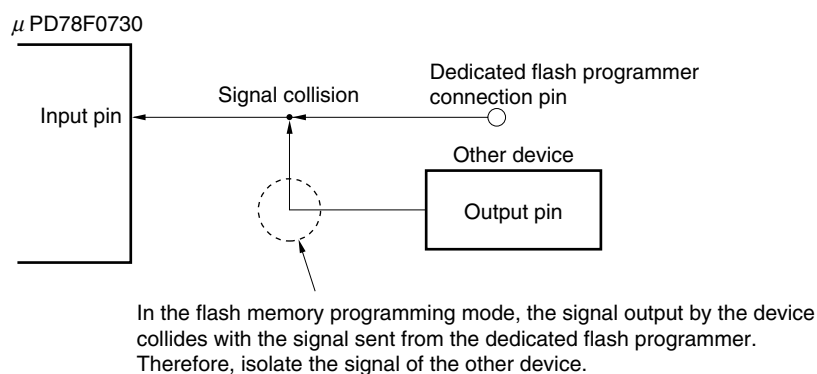 μ PD78F0730
Input pin
Signal collision
Dedicated flash programmer
connection pin
Other device
Output pin
In the flash memory programming mode, the signal output by the device
collides with the signal sent from the dedicated flash programmer.
Therefore, isolate the signal of the other device.